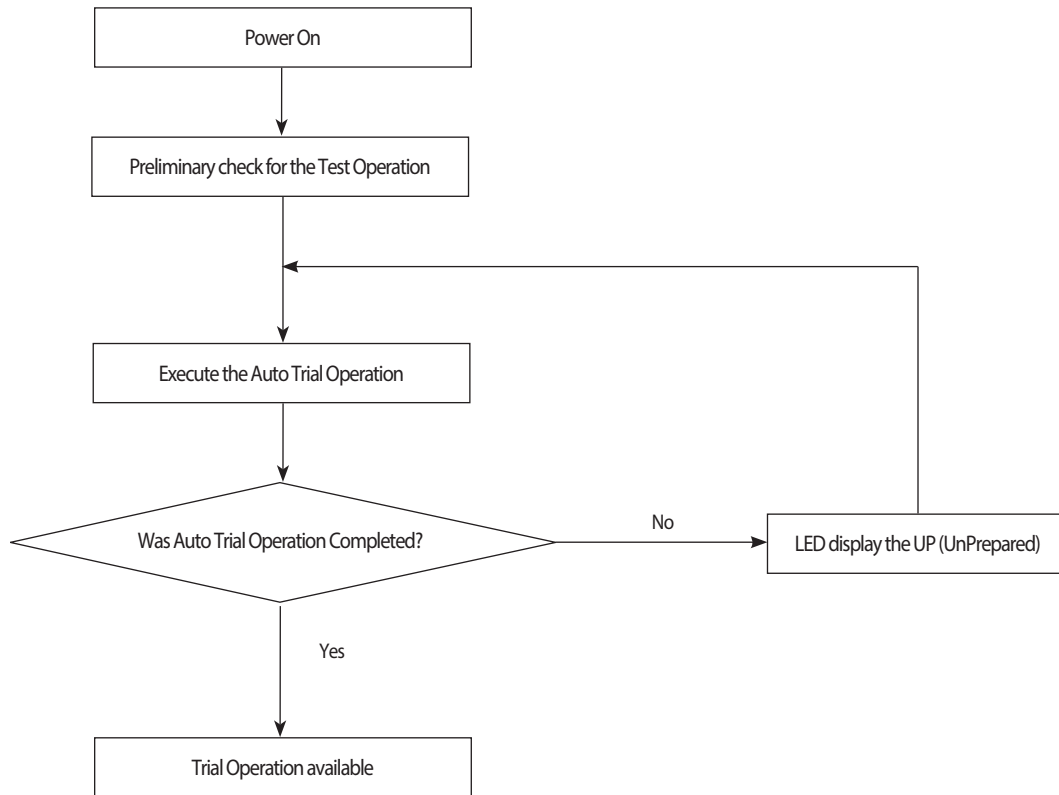 Power On
Preliminary check for the Test Operation
Execute the Auto Trial Operation
Was Auto Trial Operation Completed?
No
LED display the UP (UnPrepared)
Yes
Trial Operation available